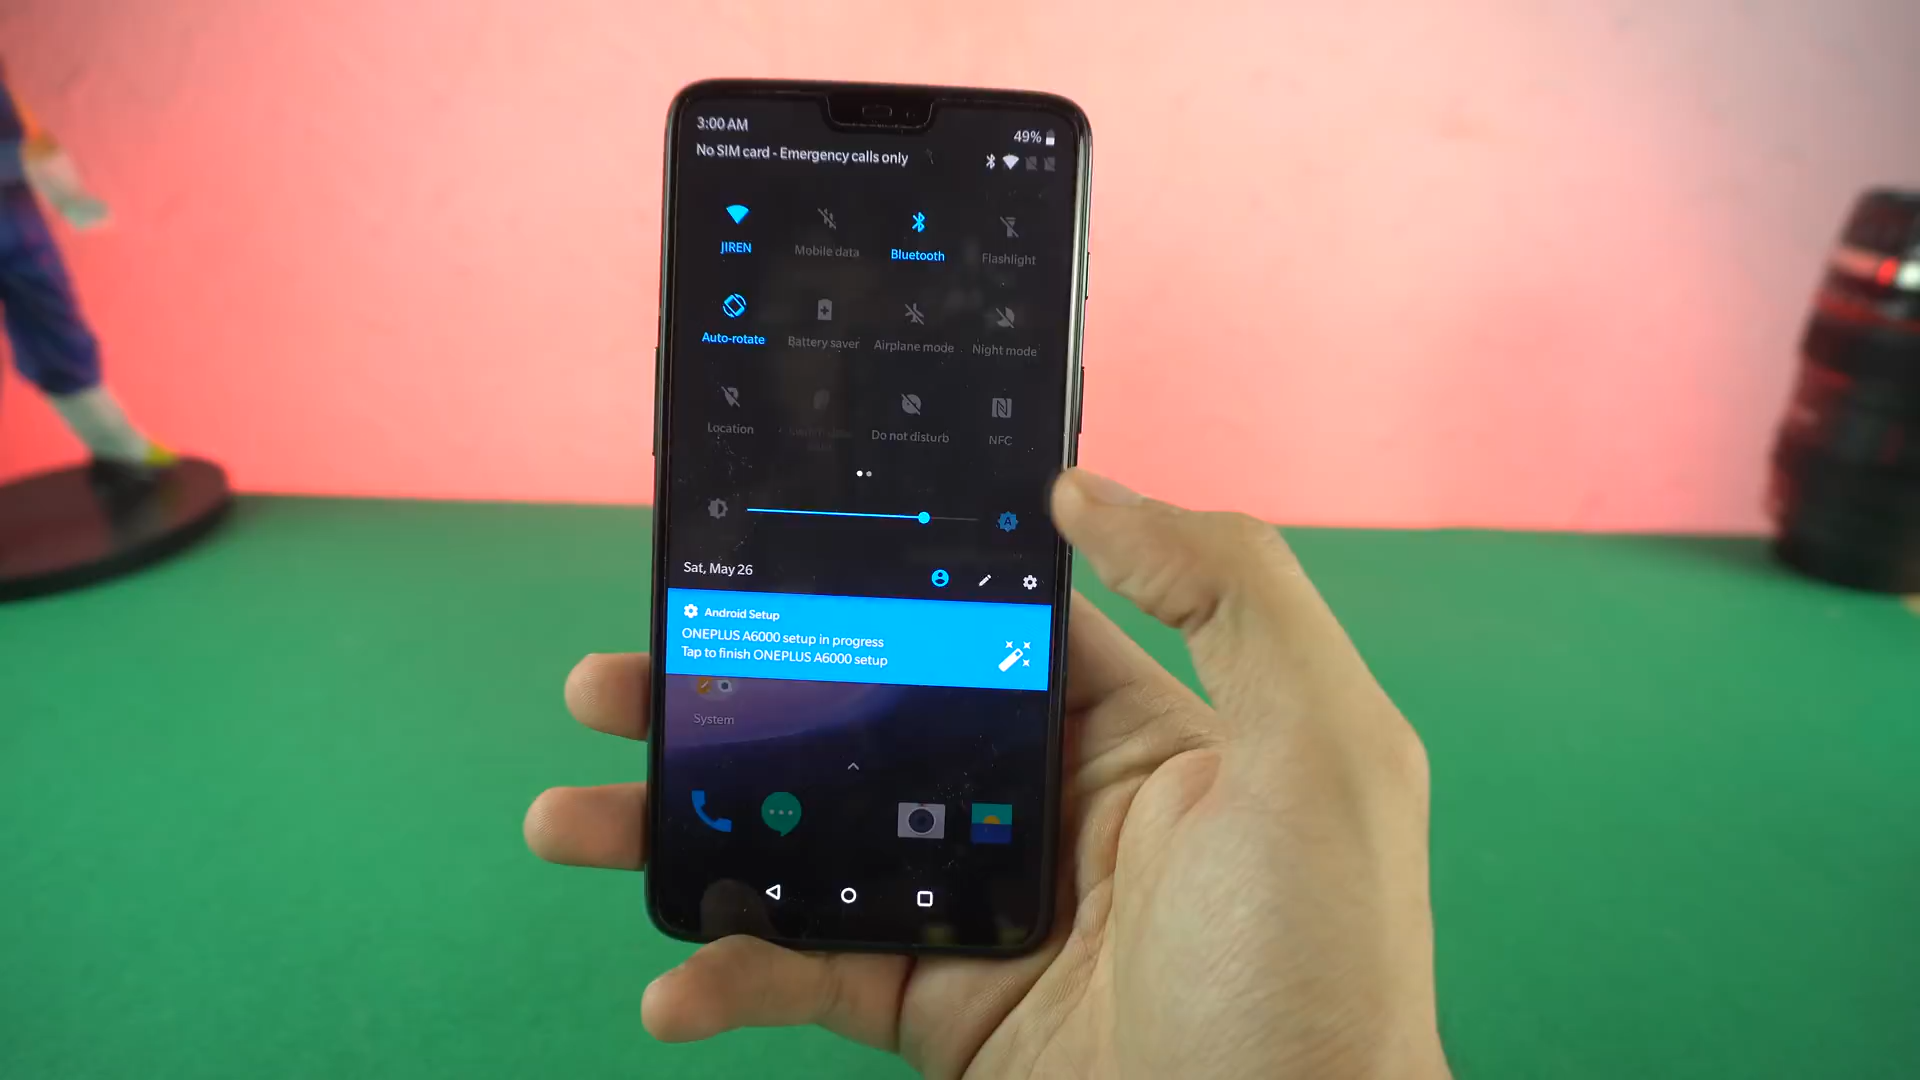 3:00 AM
49%
No SIM card - Emergency calls only
JIREN
Mobile data
Bluetooth
Flashlight
Auto-rotate
Battery saver
Airplane mode
Night mode
Location
Do not disturb
NFC
A
Sat, May 26
Android Setup
ONEPLUS A6000 setup in progress
Tap to finish ONEPLUS A6000 setup
System